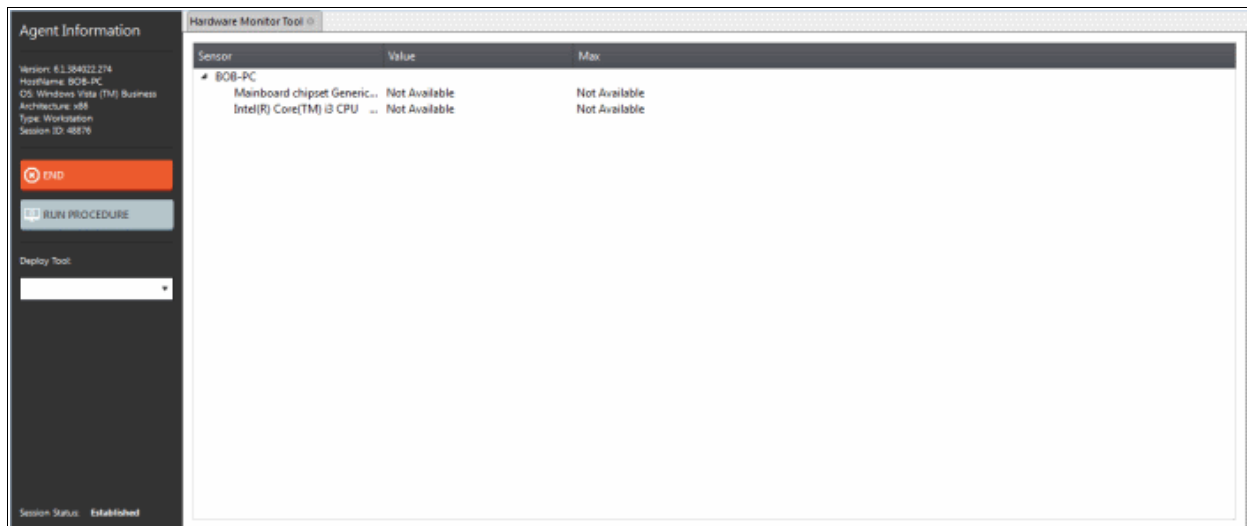 Agent Information
Version: 6.1.384022.274
HostName: BOB-PC
OS: Windows Vista (TM) Business
Architecture: x86
Type: Workstation
Session ID: 48876
END
RUN PROCEDURE
Deploy Tool:
Session Status: Established
Hardware Monitor Tool
Sensor Value Max
BOB-PC
Mainboard chipset Generic... Not Available Not Available
Intel(R) Core(TM) i3 CPU ... Not Available Not Available